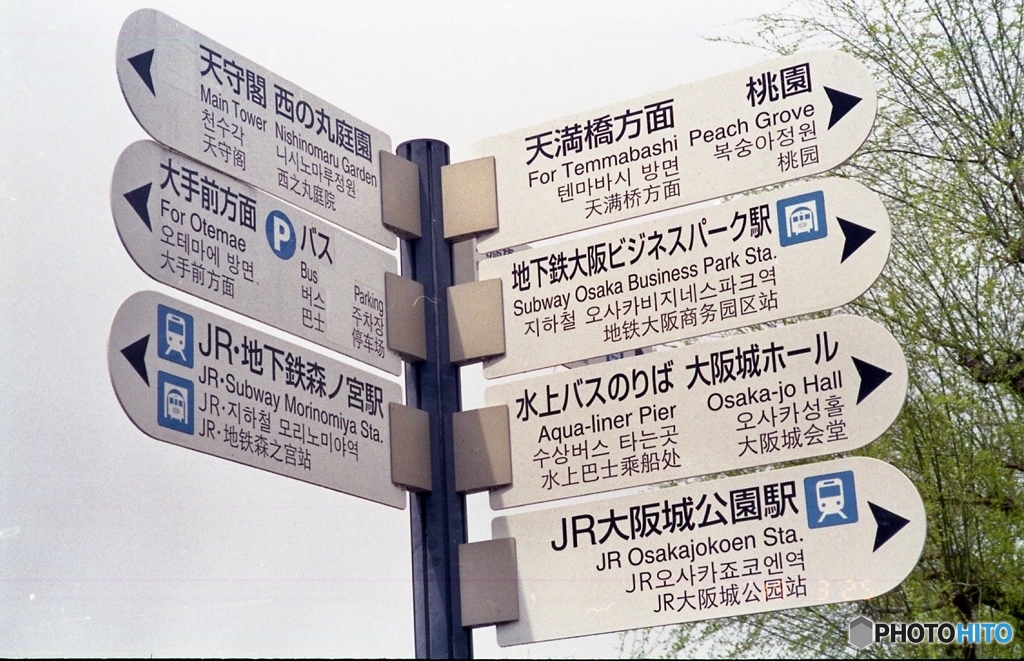 天守閣 西の丸庭園
Main Tower Nishinomaru Garden
천수각 니시노마루정원
天守阁 西之丸庭院
大手前方面 P バス
For Otemae Bus Parking
오테마에 방면 버스 주차장
大手前方面 巴士 停车场
JR・地下鉄森ノ宮駅
JR・Subway Morinomiya Sta.
JR・지하철 모리노미야역
JR・地铁森之宫站
天満橋方面 桃園
For Temmabashi Peach Grove
텐마바시 방면 복숭아정원
天满桥方面 桃园
地下鉄大阪ビジネスパーク駅
Subway Osaka Business Park Sta.
지하철 오사카비지네스파크역
地铁大阪商务园区站
水上バスのりば 大阪城ホール
Aqua-liner Pier Osaka-jo Hall
수상버스 타는곳 오사카성홀
水上巴士乘船处 大阪城会堂
JR大阪城公園駅
JR Osakajokoen Sta.
JR오사카죠코엔역
JR大阪城公园站
3 25
PHOTOHITO